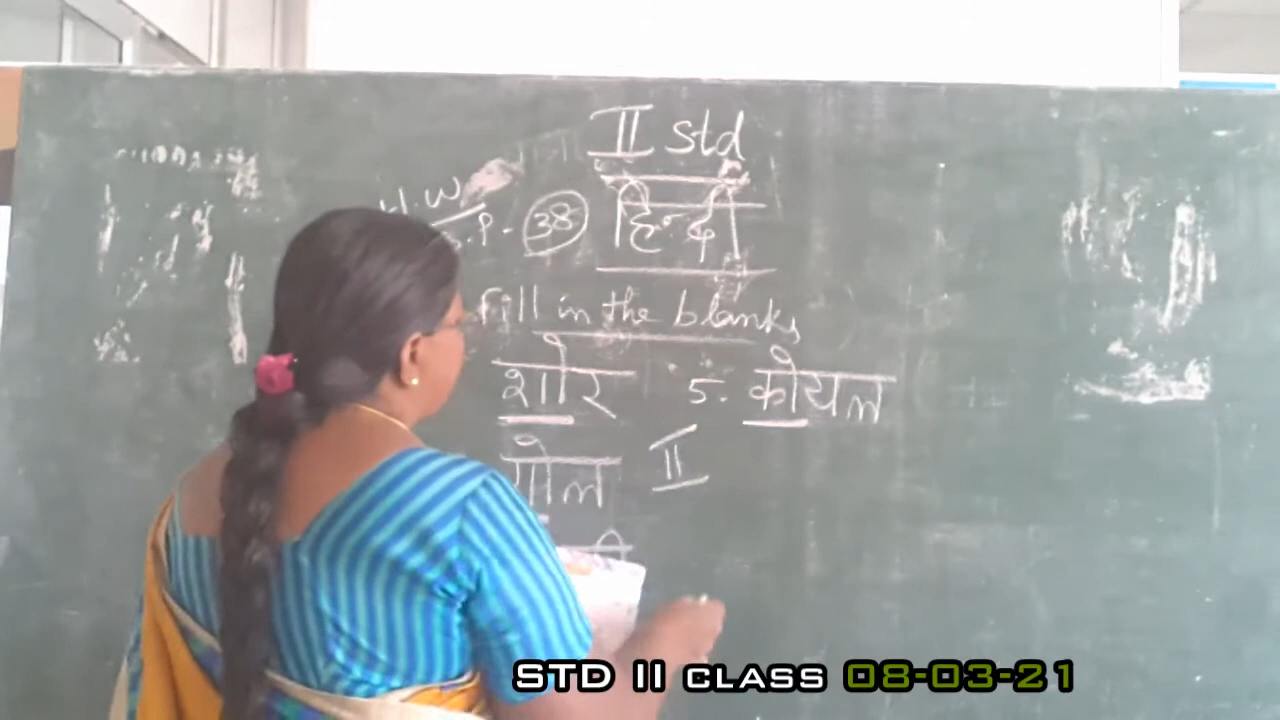 II Std
H.W
P. 38 हिन्दी
Fill in the blanks
शोर 5. कोयल
गोल II
STD II CLASS 08-03-21